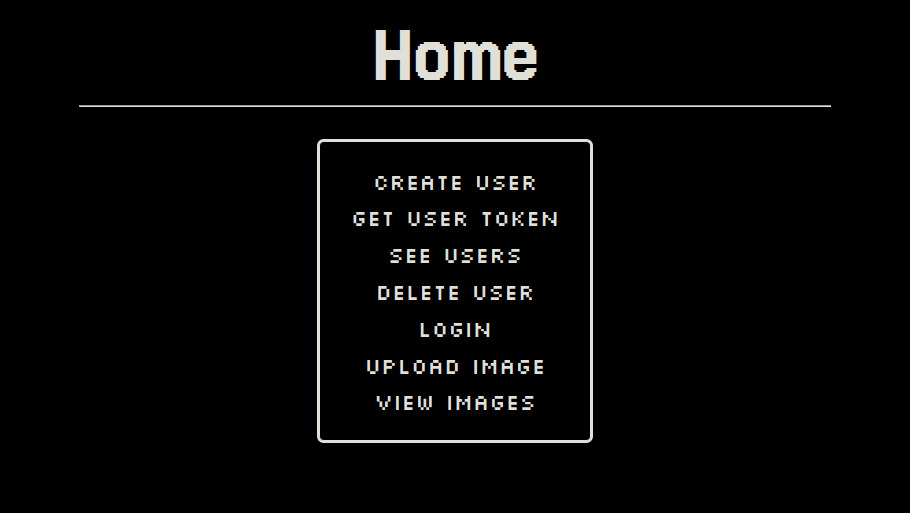 Home
CREATE USER
GET USER TOKEN
SEE USERS
DELETE USER
LOGIN
UPLOAD IMAGE
VIEW IMAGES